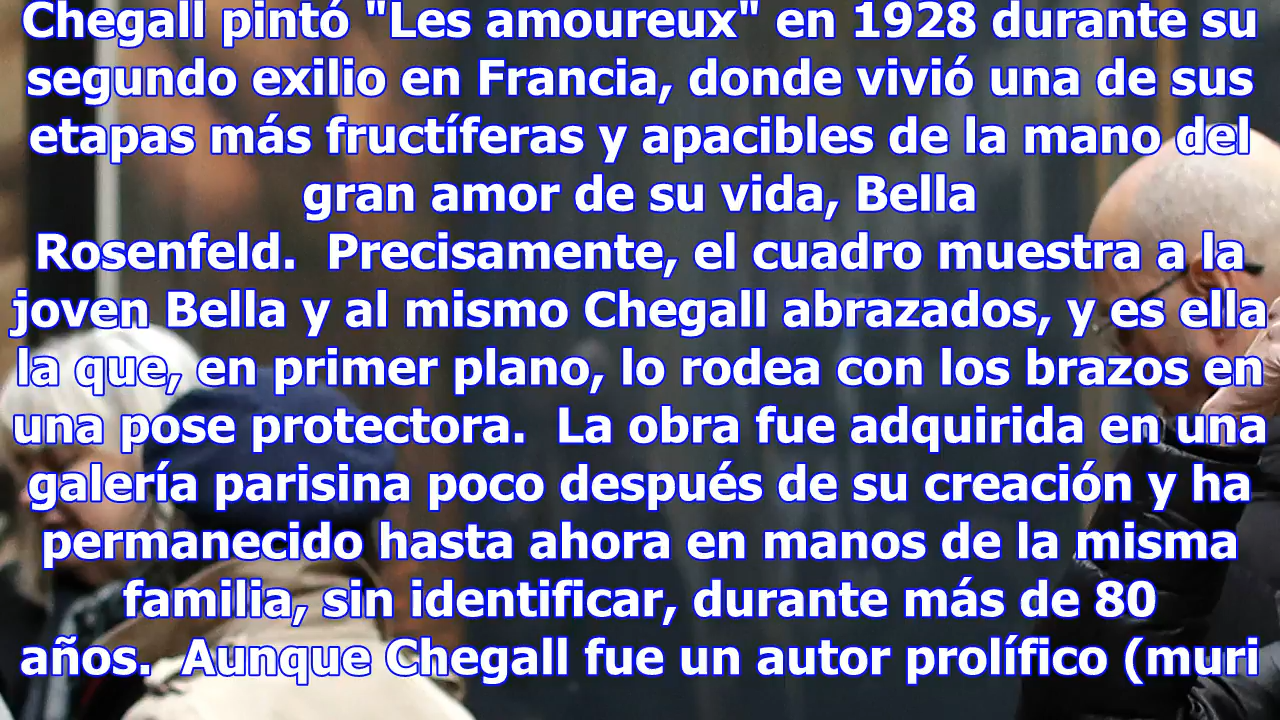 Chegall pintó "Les amoureux" en 1928 durante su
segundo exilio en Francia, donde vivió una de sus
etapas más fructíferas y apacibles de la mano del
gran amor de su vida, Bella
Rosenfeld.  Precisamente, el cuadro muestra a la
joven Bella y al mismo Chegall abrazados, y es ella
la que, en primer plano, lo rodea con los brazos en
una pose protectora.  La obra fue adquirida en una
galería parisina poco después de su creación y ha
permanecido hasta ahora en manos de la misma
familia, sin identificar, durante más de 80
años.  Aunque Chegall fue un autor prolífico (muri